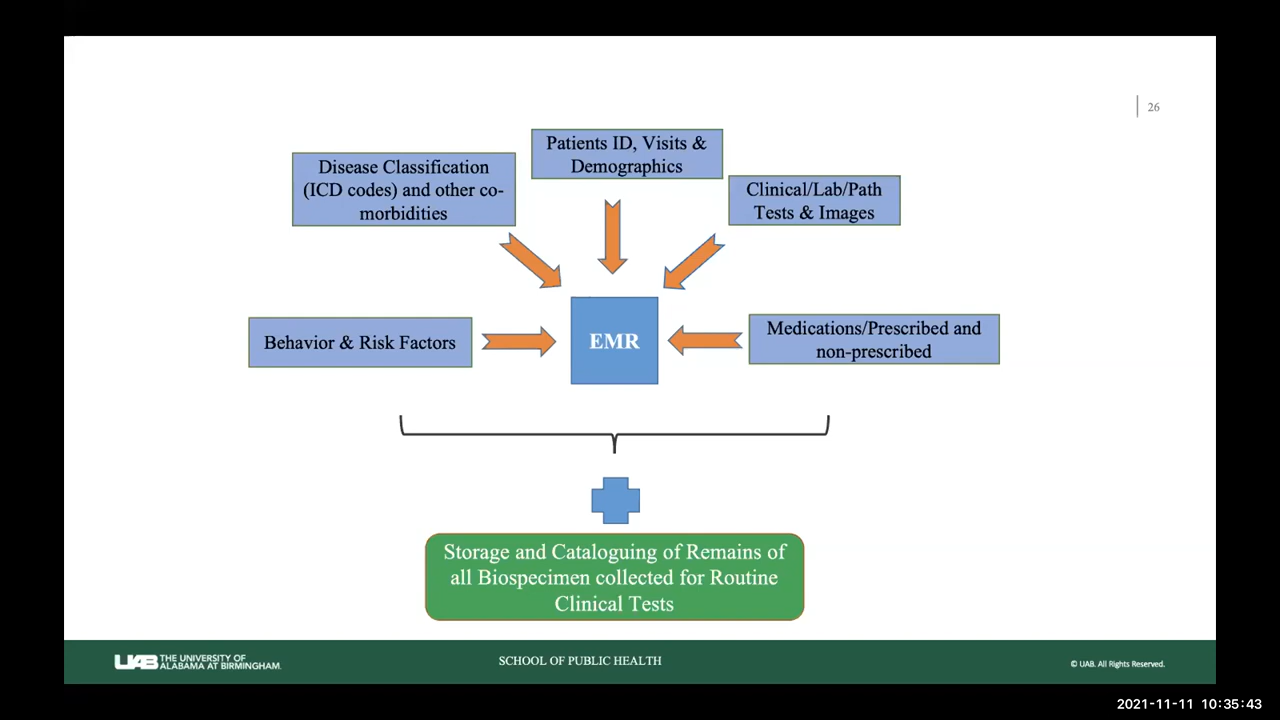 26
Patients ID, Visits &
Demographics
Disease Classification
(ICD codes) and other co-
morbidities
Clinical/Lab/Path
Tests & Images
Behavior & Risk Factors
EMR
Medications/Prescribed and
non-prescribed
Storage and Cataloguing of Remains of
all Biospecimen collected for Routine
Clinical Tests
UAB THE UNIVERSITY OF
ALABAMA AT BIRMINGHAM.
SCHOOL OF PUBLIC HEALTH
© UAB. All Rights Reserved.
2021-11-11 10:35:43